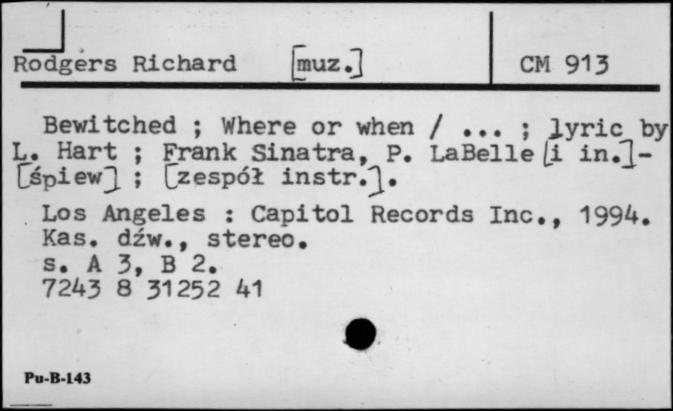 Rodgers Richard [muz.] CM 913
Bewitched ; Where or when / ... ; lyric by
L. Hart ; Frank Sinatra, P. LaBelle [i in.]-
[śpiew] ; [zespół instr.].
Los Angeles : Capitol Records Inc., 1994.
Kas. dźw., stereo.
s. A 3, B 2.
7243 8 31252 41
Pu-B-143